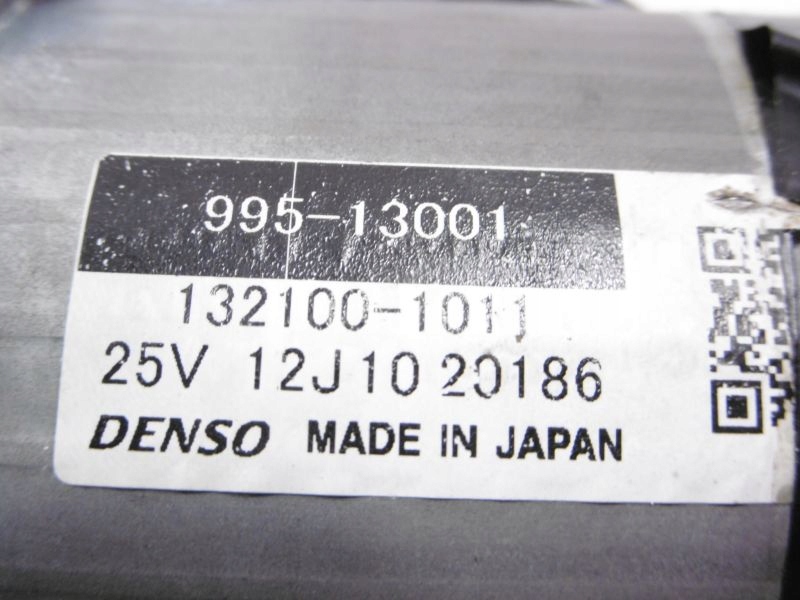 995-13001
132100-1011
25V 12J10 20186
DENSO MADE IN JAPAN